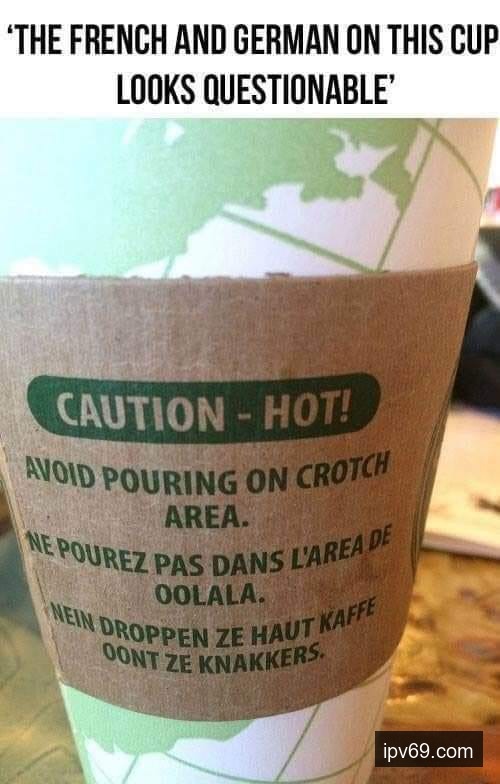 ‘THE FRENCH AND GERMAN ON THIS CUP
LOOKS QUESTIONABLE’
CAUTION - HOT!
AVOID POURING ON CROTCH
AREA.
NE POUREZ PAS DANS L'AREA DE
OOLALA.
NEIN DROPPEN ZE HAUT KAFFE
OONT ZE KNAKKERS.
ipv69.com